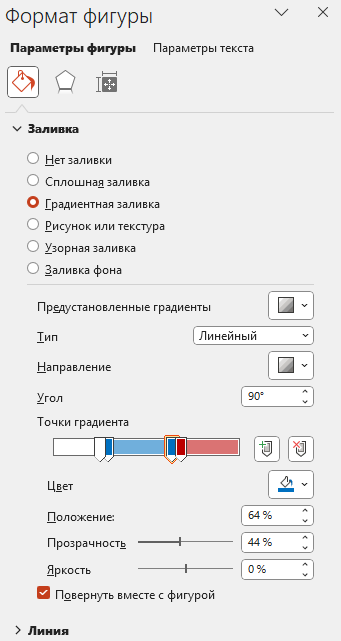 Формат фигуры
Параметры фигуры Параметры текста
Заливка
Нет заливки
Сплошная заливка
Градиентная заливка
Рисунок или текстура
Узорная заливка
Заливка фона
Предустановленные градиенты
Тип Линейный
Направление
Угол 90°
Точки градиента
Цвет
Положение: 64 %
Прозрачность 44 %
Яркость 0 %
Повернуть вместе с фигурой
Линия